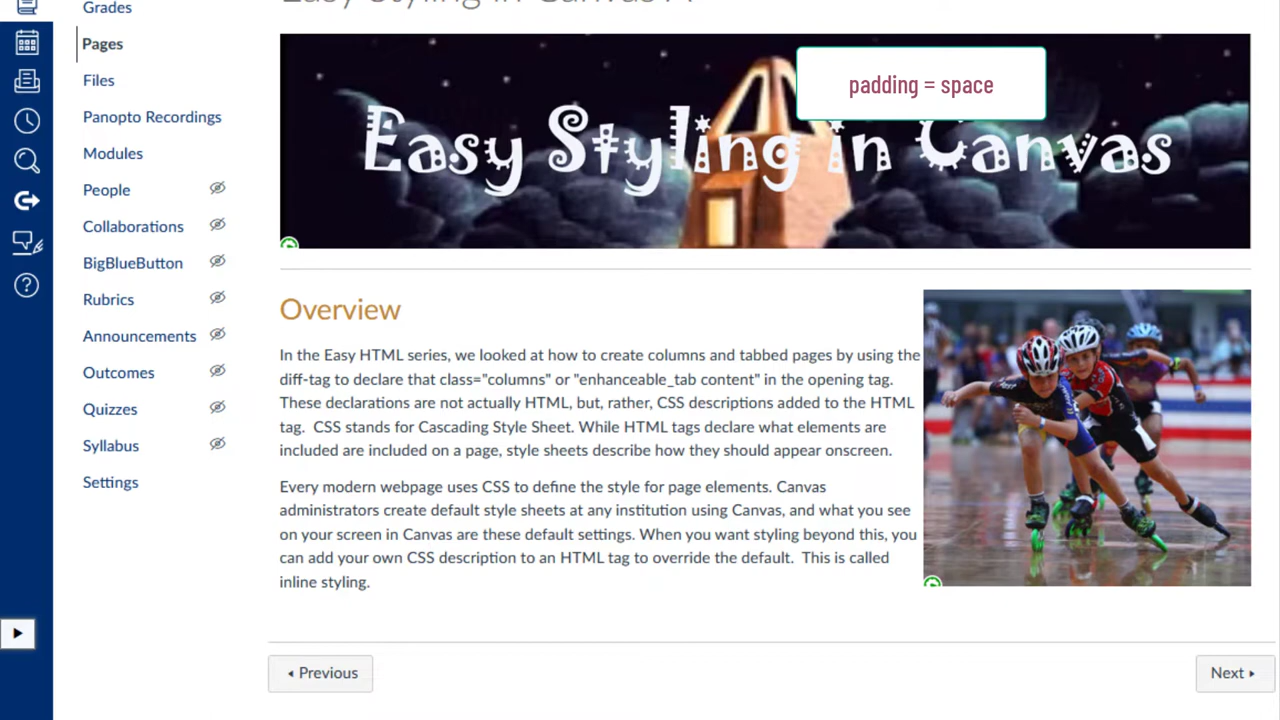 Grades
Easy Styling in Canvas
Pages
Files
Panopto Recordings
Modules
People
Collaborations
BigBlueButton
Rubrics
Announcements
Outcomes
Quizzes
Syllabus
Settings
padding = space
Easy Styling in Canvas
Overview
In the Easy HTML series, we looked at how to create columns and tabbed pages by using the
diff-tag to declare that class="columns" or "enhanceable_tab content" in the opening tag.
These declarations are not actually HTML, but, rather, CSS descriptions added to the HTML
tag.  CSS stands for Cascading Style Sheet. While HTML tags declare what elements are
included are included on a page, style sheets describe how they should appear onscreen.
Every modern webpage uses CSS to define the style for page elements. Canvas
administrators create default style sheets at any institution using Canvas, and what you see
on your screen in Canvas are these default settings. When you want styling beyond this, you
can add your own CSS description to an HTML tag to override the default.  This is called
inline styling.
Previous
Next